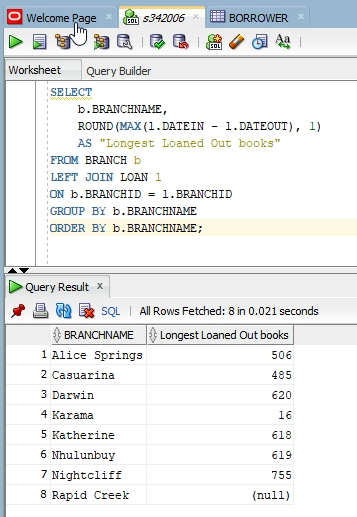 Welcome Page
s342006
BORROWER
Worksheet Query Builder
SELECT
b.BRANCHNAME,
ROUND(MAX(l.DATEIN - l.DATEOUT), 1)
AS "Longest Loaned Out books"
FROM BRANCH b
LEFT JOIN LOAN l
ON b.BRANCHID = l.BRANCHID
GROUP BY b.BRANCHNAME
ORDER BY b.BRANCHNAME;
Query Result
SQL | All Rows Fetched: 8 in 0.021 seconds
BRANCHNAME Longest Loaned Out books
1 Alice Springs 506
2 Casuarina 485
3 Darwin 620
4 Karama 16
5 Katherine 618
6 Nhulunbuy 619
7 Nightcliff 755
8 Rapid Creek (null)